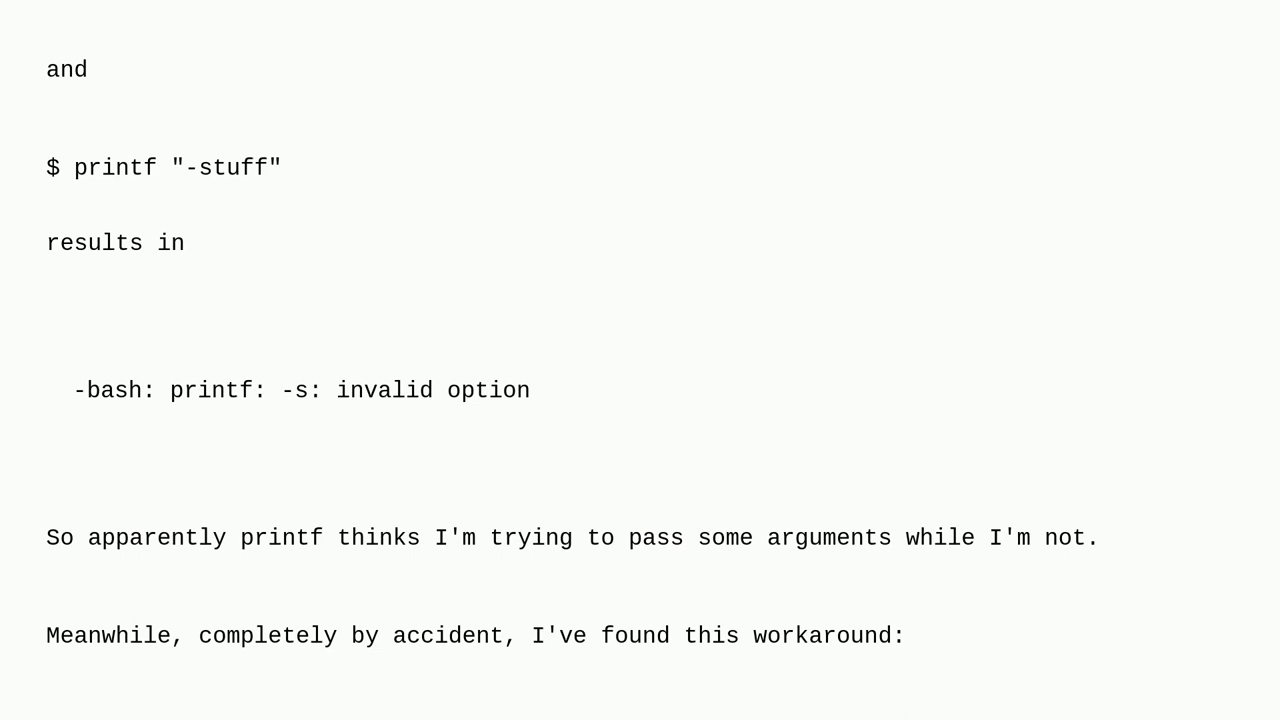 and
$ printf "-stuff"
results in
-bash: printf: -s: invalid option
So apparently printf thinks I'm trying to pass some arguments while I'm not.
Meanwhile, completely by accident, I've found this workaround: